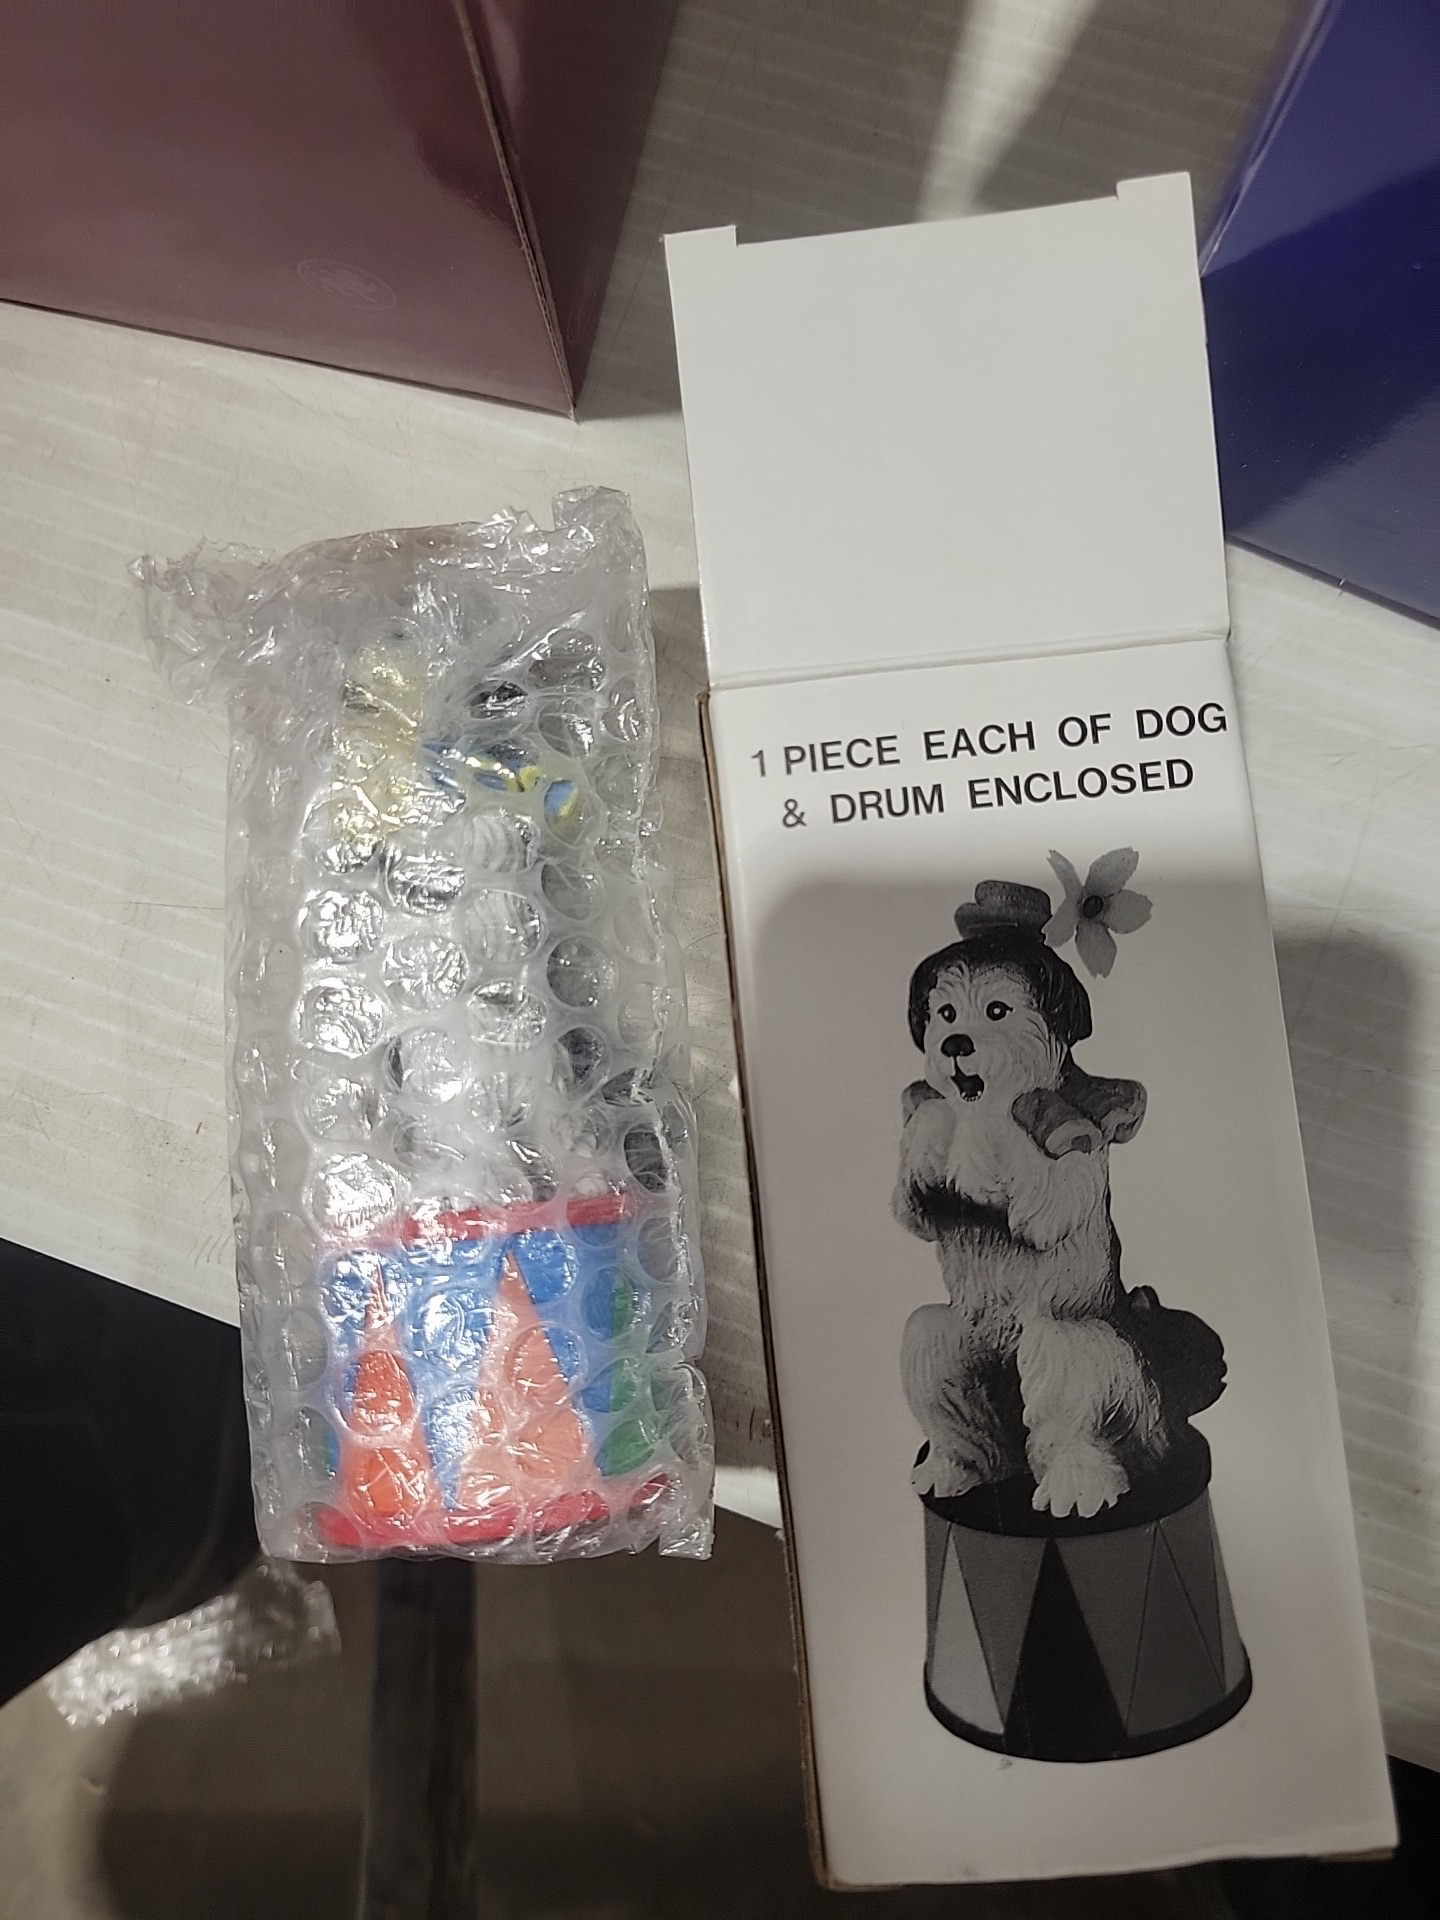 1 PIECE EACH OF DOG
& DRUM ENCLOSED